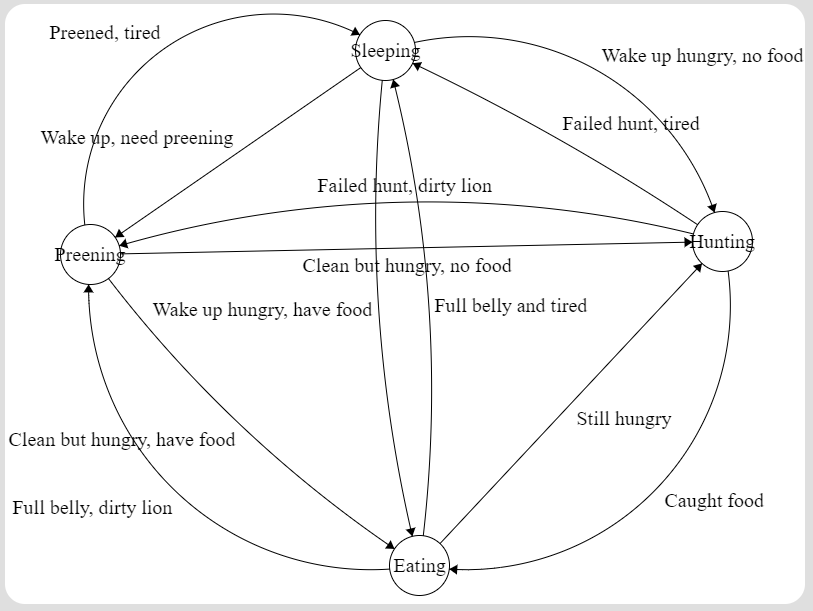 Preened, tired
Sleeping
Wake up hungry, no food
Failed hunt, tired
Wake up, need preening
Failed hunt, dirty lion
Hunting
Preening
Clean but hungry, no food
Wake up hungry, have food
Full belly and tired
Still hungry
Clean but hungry, have food
Caught food
Full belly, dirty lion
Eating